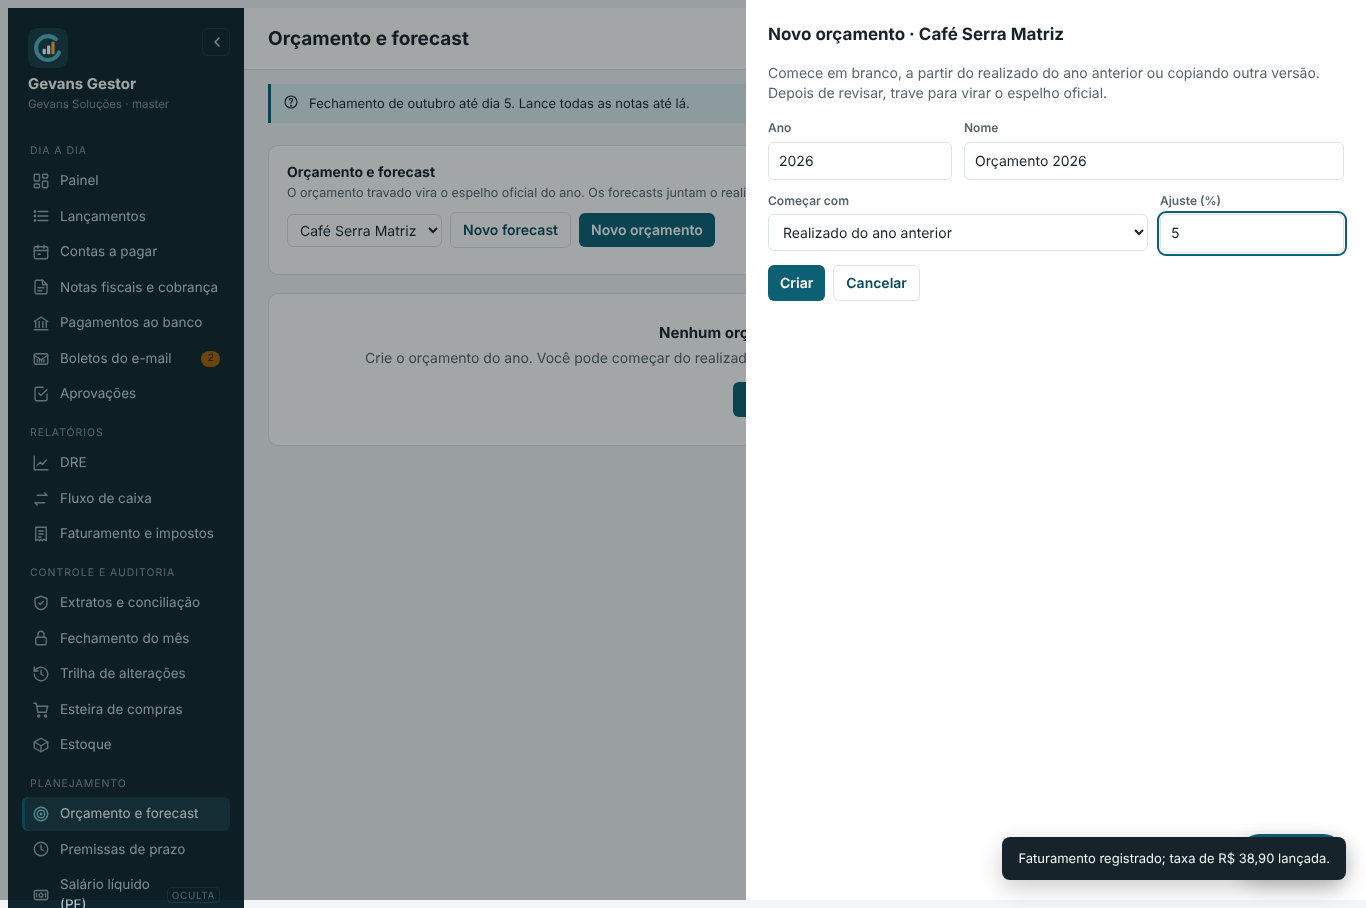 Gevans Gestor
Gevans Soluções · master
DIA A DIA
Painel
Lançamentos
Contas a pagar
Notas fiscais e cobrança
Pagamentos ao banco
Boletos do e-mail 2
Aprovações
RELATÓRIOS
DRE
Fluxo de caixa
Faturamento e impostos
CONTROLE E AUDITORIA
Extratos e conciliação
Fechamento do mês
Trilha de alterações
Esteira de compras
Estoque
PLANEJAMENTO
Orçamento e forecast
Premissas de prazo
Salário líquido
(PF)
OCULTA
Orçamento e forecast
Fechamento de outubro até dia 5. Lance todas as notas até lá.
Orçamento e forecast
O orçamento travado vira o espelho oficial do ano. Os forecasts juntam o reali
Café Serra Matriz Novo forecast Novo orçamento
Nenhum orç
Crie o orçamento do ano. Você pode começar do realizad
Novo orçamento · Café Serra Matriz
Comece em branco, a partir do realizado do ano anterior ou copiando outra versão.
Depois de revisar, trave para virar o espelho oficial.
Ano Nome
2026 Orçamento 2026
Começar com Ajuste (%)
Realizado do ano anterior 5
Criar Cancelar
Faturamento registrado; taxa de R$ 38,90 lançada.